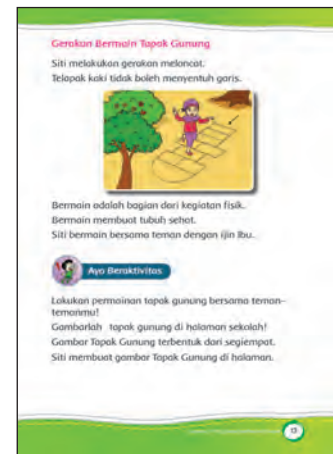 Gerakan Bermain Tapak Gunung
Siti melakukan gerakan meloncat.
Telapak kaki tidak boleh menyentuh garis.
Bermain adalah bagian dari kegiatan fisik.
Bermain membuat tubuh sehat.
Siti bermain bersama teman dengan ijin Ibu.
Ayo Beraktivitas
Lakukan permainan tapak gunung bersama teman-
temanmu!
Gambarlah tapak gunung di halaman sekolah!
Gambar Tapak Gunung terbentuk dari segiempat.
Siti membuat gambar Tapak Gunung di halaman.